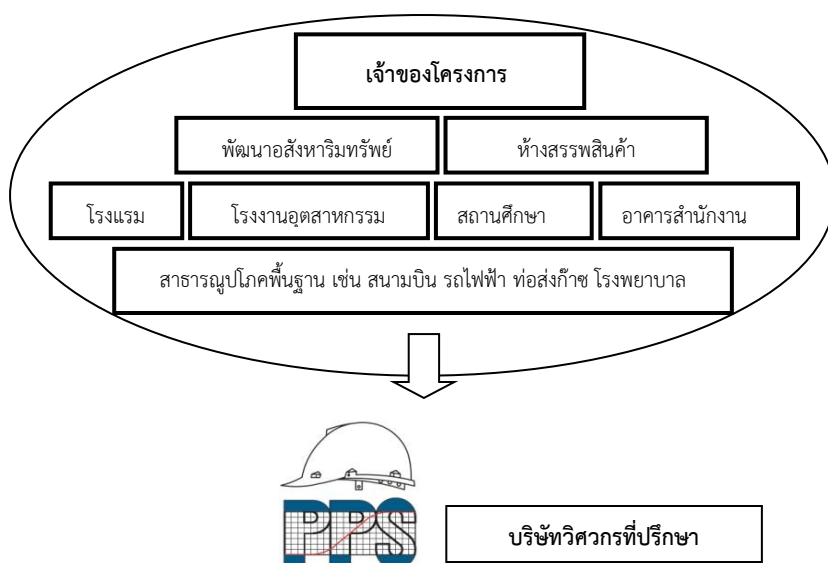 เจ้าของโครงการ
พัฒนาอสังหาริมทรัพย์ ห้างสรรพสินค้า
โรงแรม โรงงานอุตสาหกรรม สถานศึกษา อาคารสำนักงาน
สาธารณูปโภคพื้นฐาน เช่น สนามบิน รถไฟฟ้า ท่อส่งก๊าซ โรงพยาบาล
PPS
บริษัทวิศวกรที่ปรึกษา